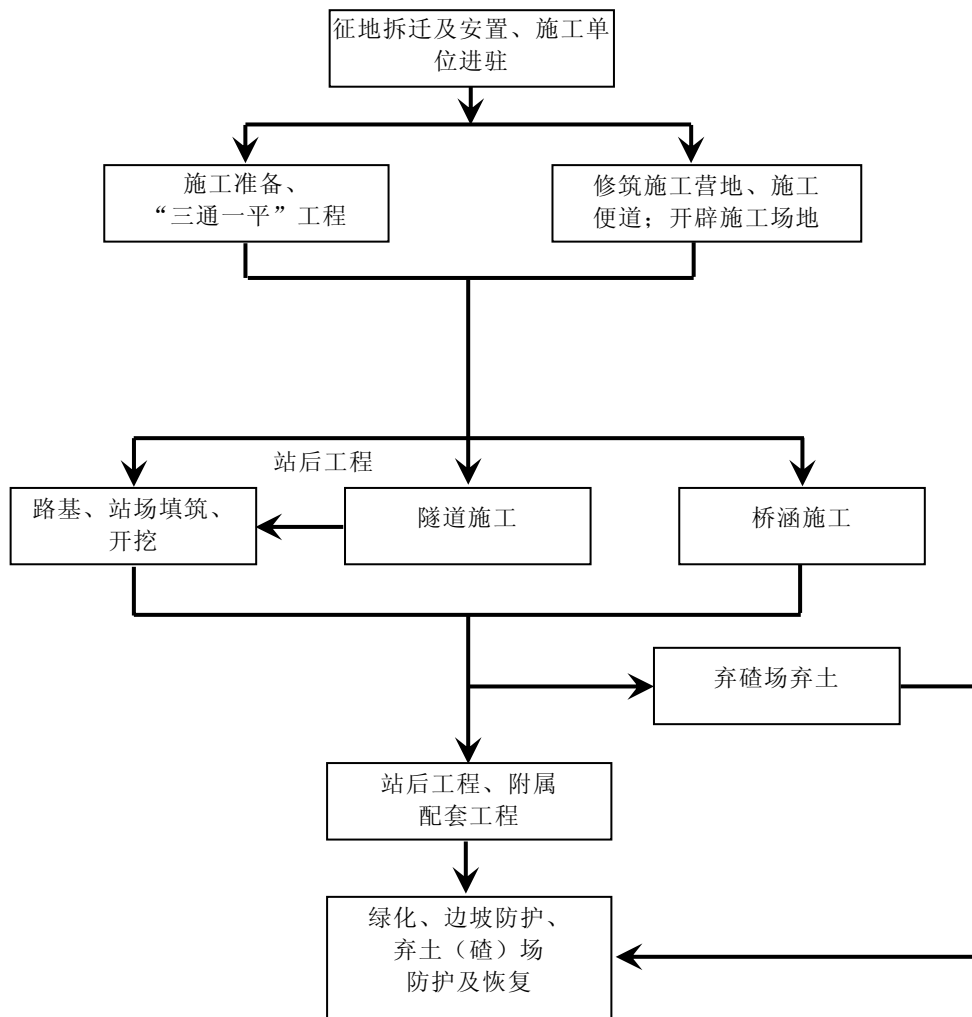 征地拆迁及安置、施工单
位进驻
施工准备、
“三通一平”工程
修筑施工营地、施工
便道；开辟施工场地
站后工程
路基、站场填筑、
开挖
隧道施工
桥涵施工
弃碴场弃土
站后工程、附属
配套工程
绿化、边坡防护、
弃土（碴）场
防护及恢复